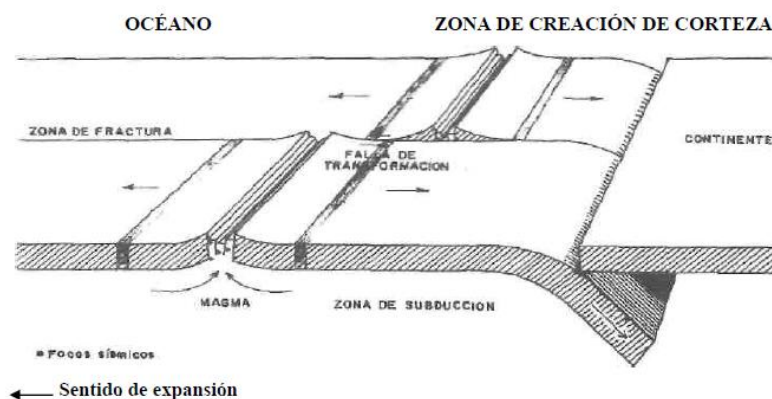 OCÉANO
ZONA DE CREACIÓN DE CORTEZA
ZONA DE FRACTURA
CONTINENTE
FALLA DE
TRANSFORMACION
MAGMA
ZONA DE SUBDUCCION
Focos sísmicos
Sentido de expansión